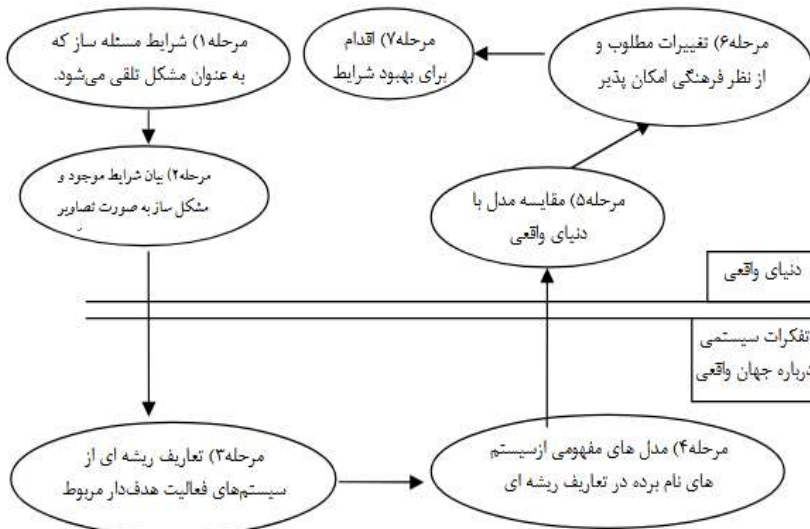 مرحله۱) شرایط مسئله ساز که
به عنوان مشکل تلقی می‌شود.
مرحله۲) بیان شرایط موجود و
مشکل ساز به صورت تصاویر
مرحله۳) تعاریف ریشه ای از
سیستم‌های فعالیت هدف‌دار مربوط
مرحله۴) مدل های مفهومی ازسیستم
های نام برده در تعاریف ریشه ای
مرحله۵) مقایسه مدل با
دنیای واقعی
مرحله۶) تغییرات مطلوب و
از نظر فرهنگی امکان پذیر
مرحله۷) اقدام
برای بهبود شرایط
دنیای واقعی
تفکرات سیستمی
درباره جهان واقعی